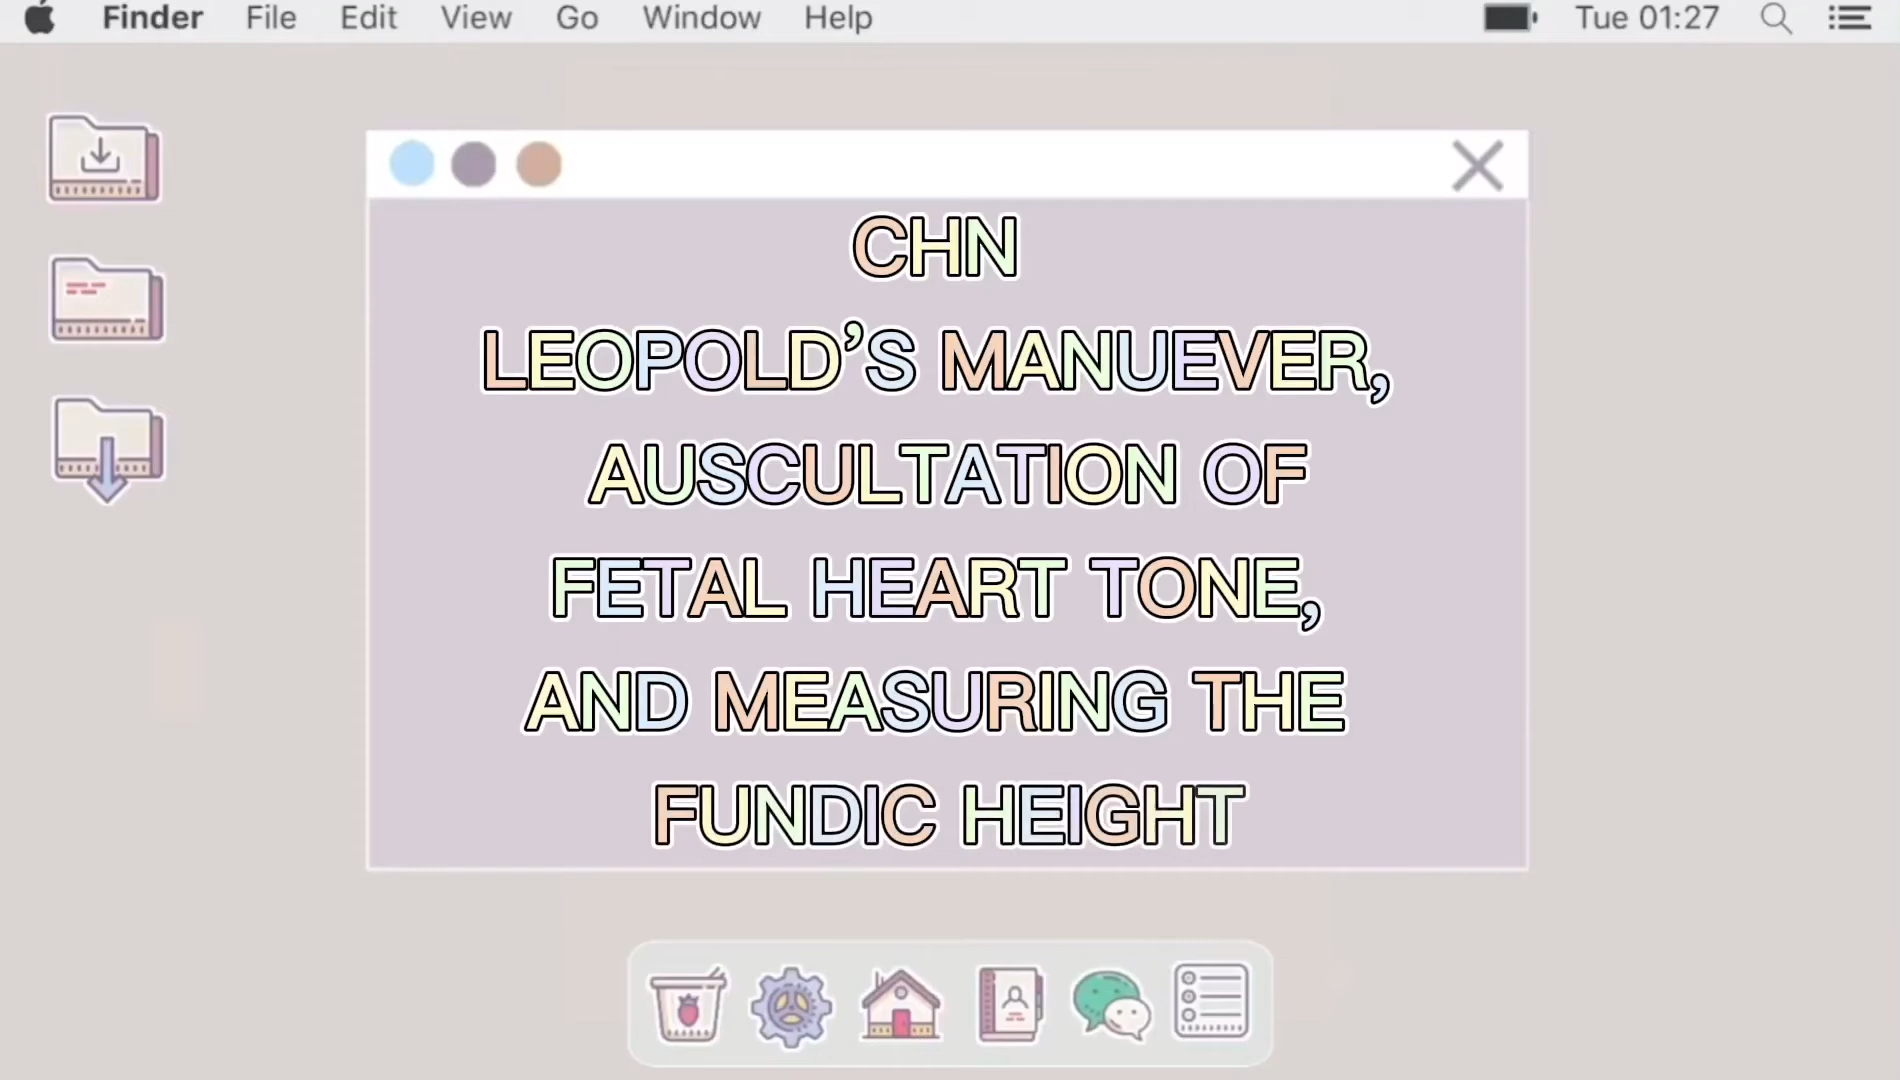 Finder File Edit View Go Window Help Tue 01:27
CHN
LEOPOLD’S MANUEVER,
AUSCULTATION OF
FETAL HEART TONE,
AND MEASURING THE
FUNDIC HEIGHT